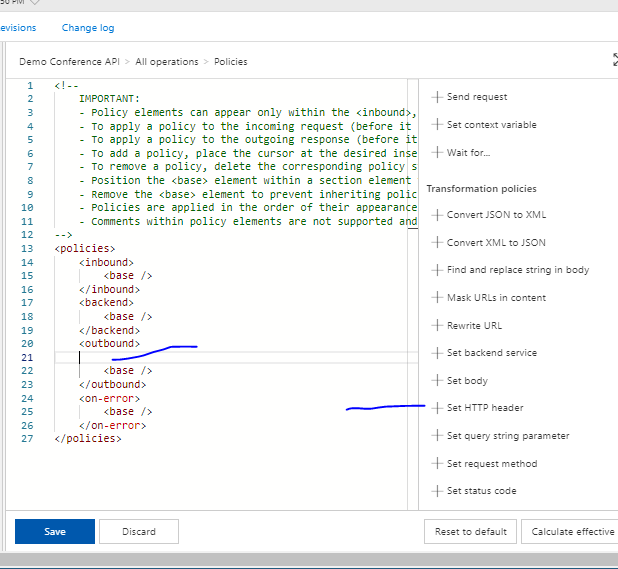 evisions Change log
Demo Conference API > All operations > Policies
1 <!--
2 IMPORTANT:
3 - Policy elements can appear only within the <inbound>,
4 - To apply a policy to the incoming request (before it
5 - To apply a policy to the outgoing response (before it
6 - To add a policy, place the cursor at the desired inse
7 - To remove a policy, delete the corresponding policy s
8 - Position the <base> element within a section element
9 - Remove the <base> element to prevent inheriting polic
10 - Policies are applied in the order of their appearance
11 - Comments within policy elements are not supported and
12 -->
13 <policies>
14 <inbound>
15 <base />
16 </inbound>
17 <backend>
18 <base />
19 </backend>
20 <outbound>
21
22 <base />
23 </outbound>
24 <on-error>
25 <base />
26 </on-error>
27 </policies>
+ Send request
+ Set context variable
+ Wait for...
Transformation policies
+ Convert JSON to XML
+ Convert XML to JSON
+ Find and replace string in body
+ Mask URLs in content
+ Rewrite URL
+ Set backend service
+ Set body
+ Set HTTP header
+ Set query string parameter
+ Set request method
+ Set status code
Save Discard Reset to default Calculate effective